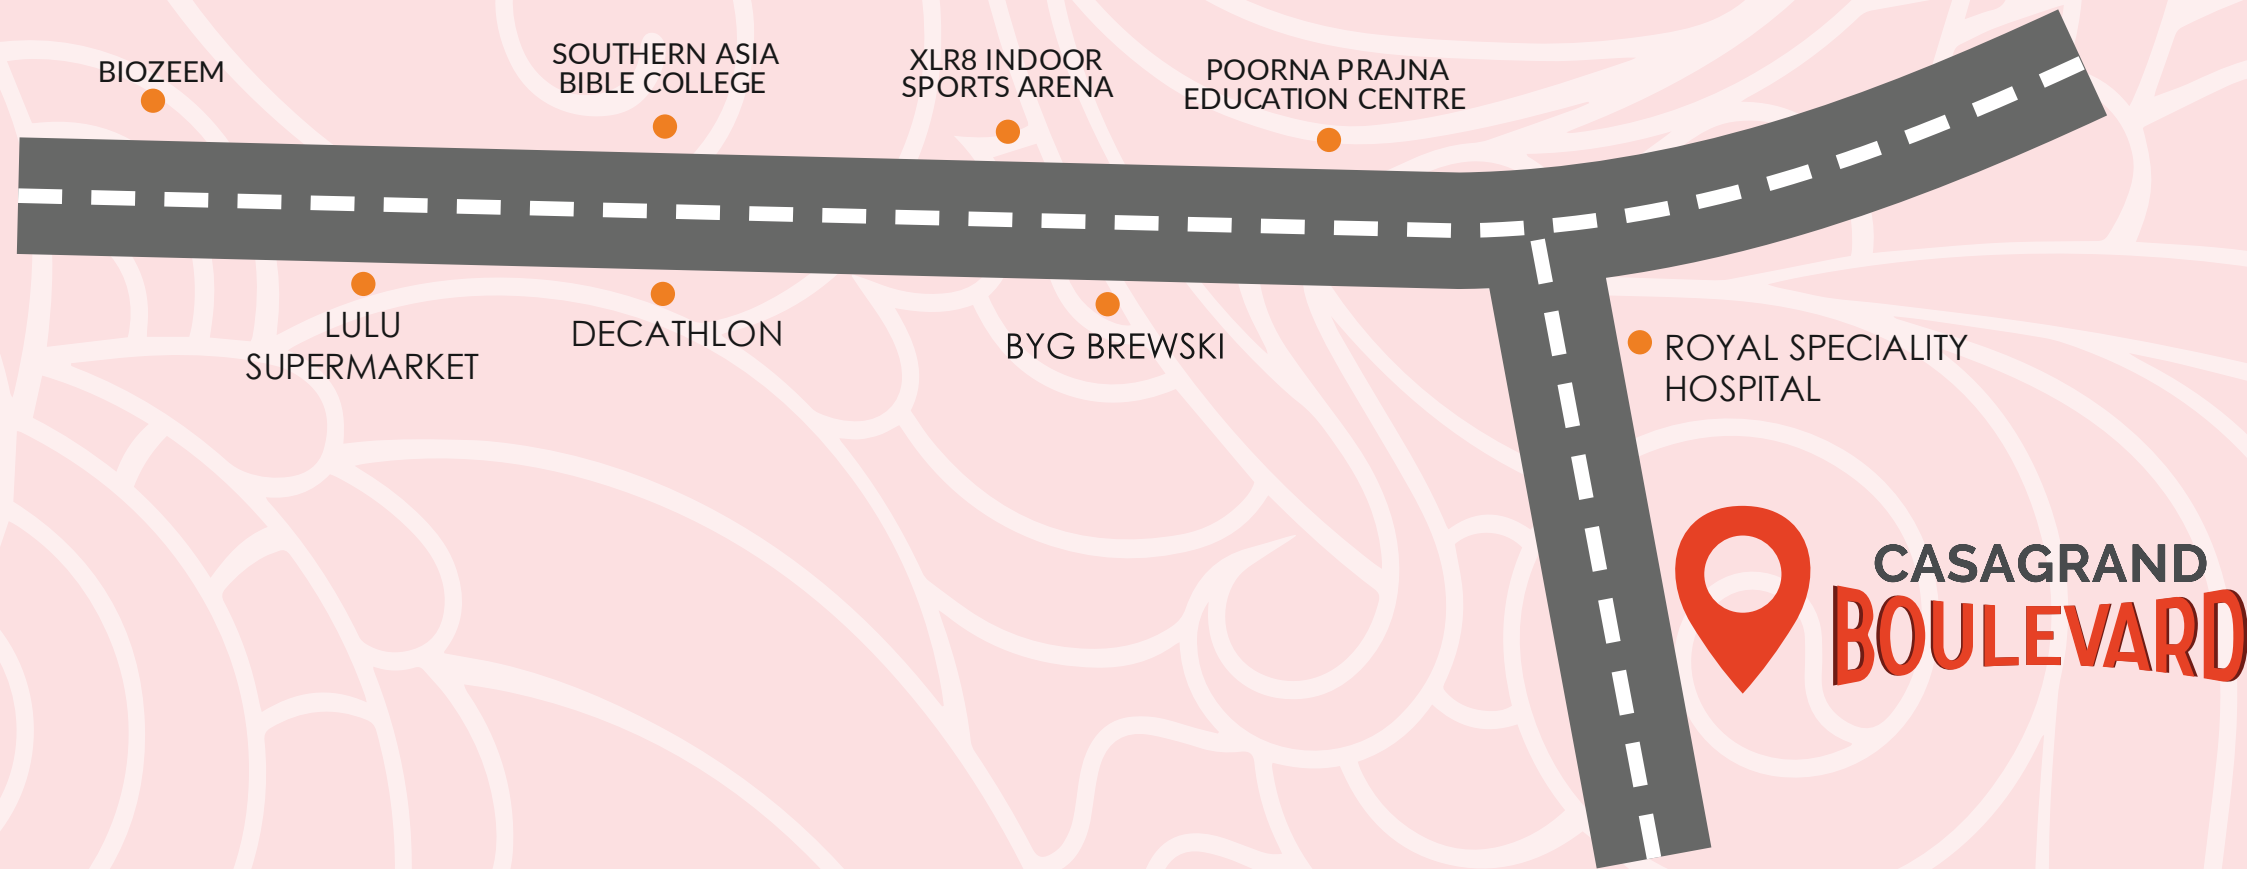 BIOZEEM
SOUTHERN ASIA
BIBLE COLLEGE
XLR8 INDOOR
SPORTS ARENA
POORNA PRAJNA
EDUCATION CENTRE
LULU
SUPERMARKET
DECATHLON
BYG BREWSKI
ROYAL SPECIALITY
HOSPITAL
CASAGRAND
BOULEVARD